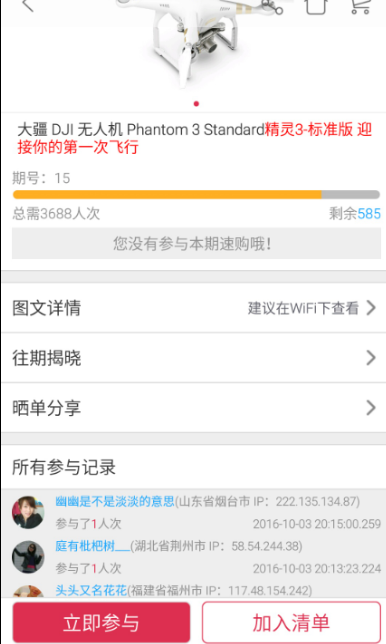 大疆 DJI 无人机 Phantom 3 Standard精灵3-标准版 迎
接你的第一次飞行
期号：15
总需3688人次 剩余585
您没有参与本期速购哦！
图文详情 建议在WiFi下查看
往期揭晓
晒单分享
所有参与记录
幽幽是不是淡淡的意思(山东省烟台市 IP：222.135.134.87)
参与了1人次 2016-10-03 20:15:00.259
庭有枇杷树__(湖北省荆州市 IP：58.54.244.38)
参与了1人次 2016-10-03 20:13:23.224
头头又名花花(福建省福州市 IP：117.48.154.242)
立即参与 加入清单